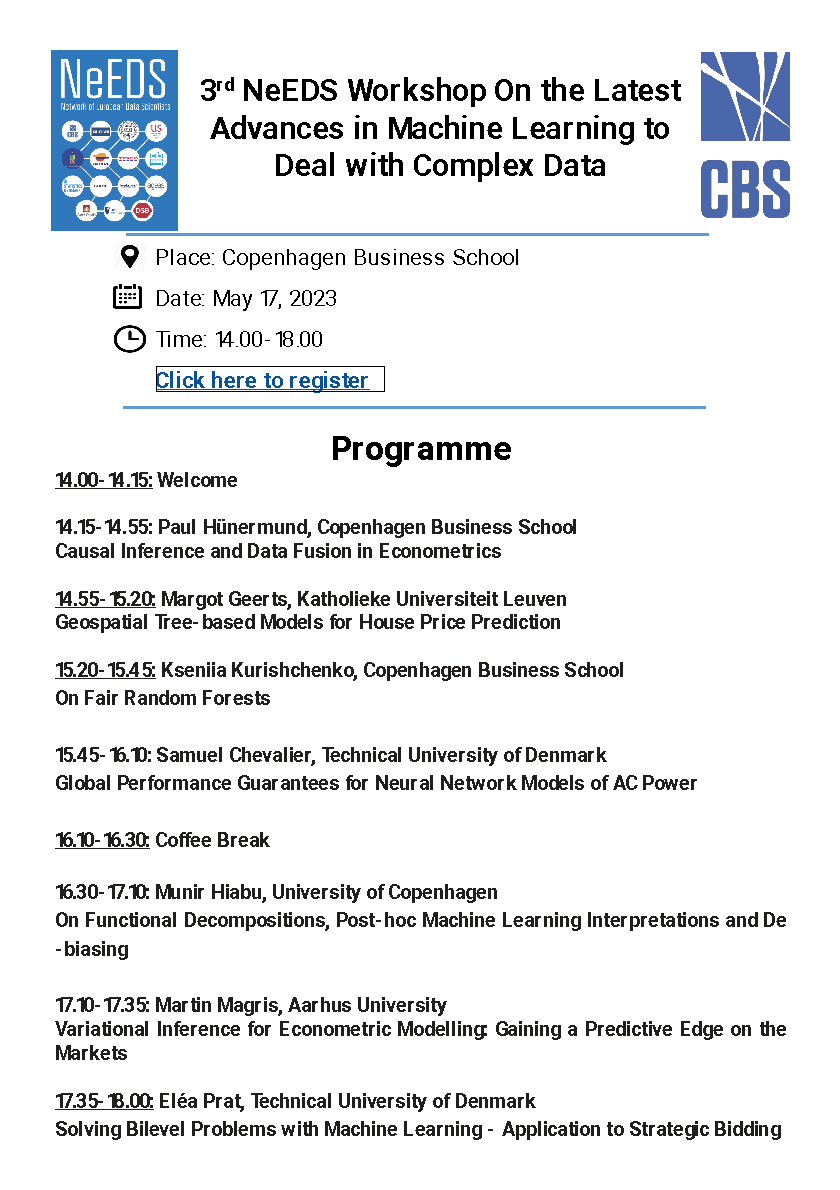 NeEDS
Network of European Data Scientists
CBS
US
TESCO
DSB
3rd NeEDS Workshop On the Latest
Advances in Machine Learning to
Deal with Complex Data
CBS
Place: Copenhagen Business School
Date: May 17, 2023
Time: 14.00-18.00
Click here to register
Programme
14.00-14.15: Welcome
14.15-14.55: Paul Hünermund, Copenhagen Business School
Causal Inference and Data Fusion in Econometrics
14.55-15.20: Margot Geerts, Katholieke Universiteit Leuven
Geospatial Tree-based Models for House Price Prediction
15.20-15.45: Kseniia Kurishchenko, Copenhagen Business School
On Fair Random Forests
15.45-16.10: Samuel Chevalier, Technical University of Denmark
Global Performance Guarantees for Neural Network Models of AC Power
16.10-16.30: Coffee Break
16.30-17.10: Munir Hiabu, University of Copenhagen
On Functional Decompositions, Post-hoc Machine Learning Interpretations and De
-biasing
17.10-17.35: Martin Magris, Aarhus University
Variational Inference for Econometric Modelling: Gaining a Predictive Edge on the
Markets
17.35-18.00: Eléa Prat, Technical University of Denmark
Solving Bilevel Problems with Machine Learning - Application to Strategic Bidding